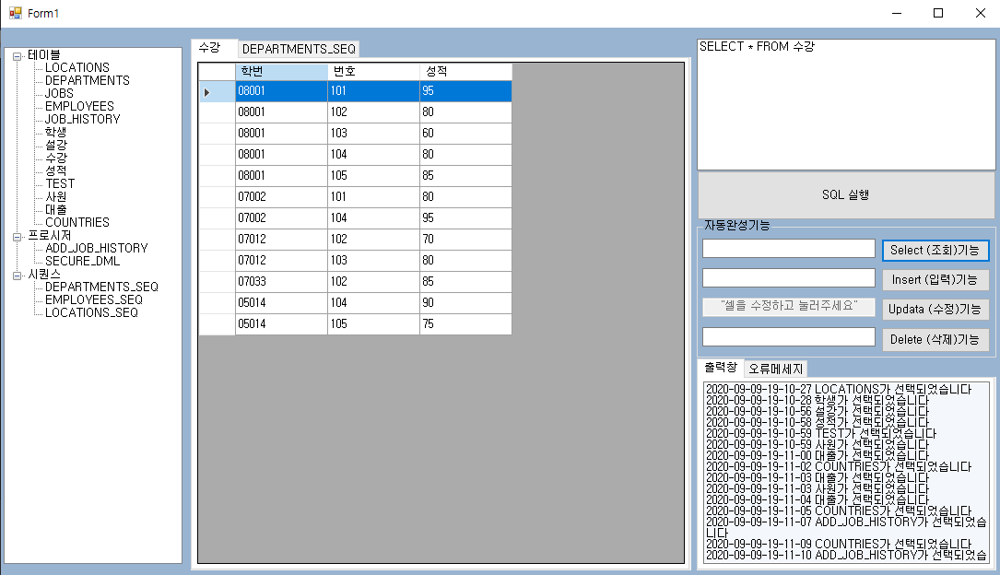 Form1
테이블
LOCATIONS
DEPARTMENTS
JOBS
EMPLOYEES
JOB_HISTORY
학생
설강
수강
성적
TEST
사원
대출
COUNTRIES
프로시저
ADD_JOB_HISTORY
SECURE_DML
시퀀스
DEPARTMENTS_SEQ
EMPLOYEES_SEQ
LOCATIONS_SEQ
수강 DEPARTMENTS_SEQ
학번 번호 성적
08001 101 95
08001 102 80
08001 103 60
08001 104 80
08001 105 85
07002 101 80
07002 104 95
07012 102 70
07012 103 80
07033 102 85
05014 104 90
05014 105 75
SELECT * FROM 수강
SQL 실행
자동완성기능
Select (조회)기능
Insert (입력)기능
"셀을 수정하고 눌러주세요" Updata (수정)기능
Delete (삭제)기능
출력창 오류메세지
2020-09-09-19-10-27 LOCATIONS가 선택되었습니다
2020-09-09-19-10-28 학생가 선택되었습니다
2020-09-09-19-10-56 설강가 선택되었습니다
2020-09-09-19-10-58 성적가 선택되었습니다
2020-09-09-19-10-59 TEST가 선택되었습니다
2020-09-09-19-10-59 사원가 선택되었습니다
2020-09-09-19-11-00 대출가 선택되었습니다
2020-09-09-19-11-02 COUNTRIES가 선택되었습니다
2020-09-09-19-11-03 대출가 선택되었습니다
2020-09-09-19-11-03 사원가 선택되었습니다
2020-09-09-19-11-04 대출가 선택되었습니다
2020-09-09-19-11-05 COUNTRIES가 선택되었습니다
2020-09-09-19-11-07 ADD_JOB_HISTORY가 선택되었습
니다
2020-09-09-19-11-09 COUNTRIES가 선택되었습니다
2020-09-09-19-11-10 ADD_JOB_HISTORY가 선택되었습